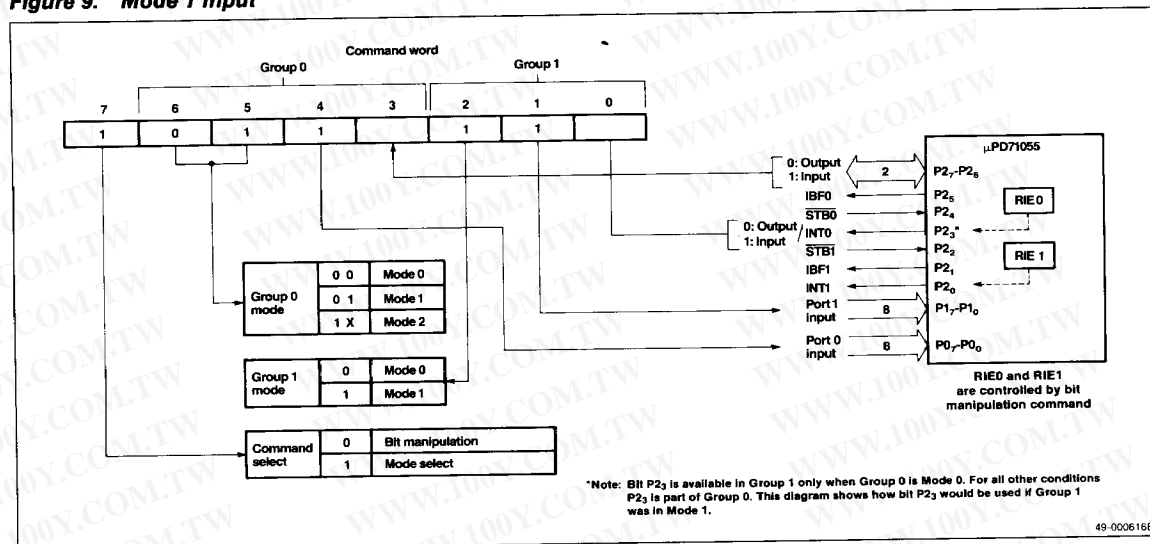 Figure 9. Mode 1 Input
Command word
Group 0
Group 1
7 6 5 4 3 2 1 0
1 0 1 1 1 1
μPD71055
0: Output
1: Input
2
P2₇-P2₆
IBF0
P2₅
RIE0
STB0
P2₄
0: Output
1: Input
INT0
P2₃*
STB1
P2₂
RIE 1
IBF1
P2₁
INT1
P2₀
Port 1
input
8
P1₇-P1₀
Port 0
input
8
P0₇-P0₀
RIE0 and RIE1
are controlled by bit
manipulation command
Group 0
mode
0 0 Mode 0
0 1 Mode 1
1 X Mode 2
Group 1
mode
0 Mode 0
1 Mode 1
Command
select
0 Bit manipulation
1 Mode select
*Note: Bit P2₃ is available in Group 1 only when Group 0 is Mode 0. For all other conditions
P2₃ is part of Group 0. This diagram shows how bit P2₃ would be used if Group 1
was in Mode 1.
49-000616B
WWW.100Y.COM.TW